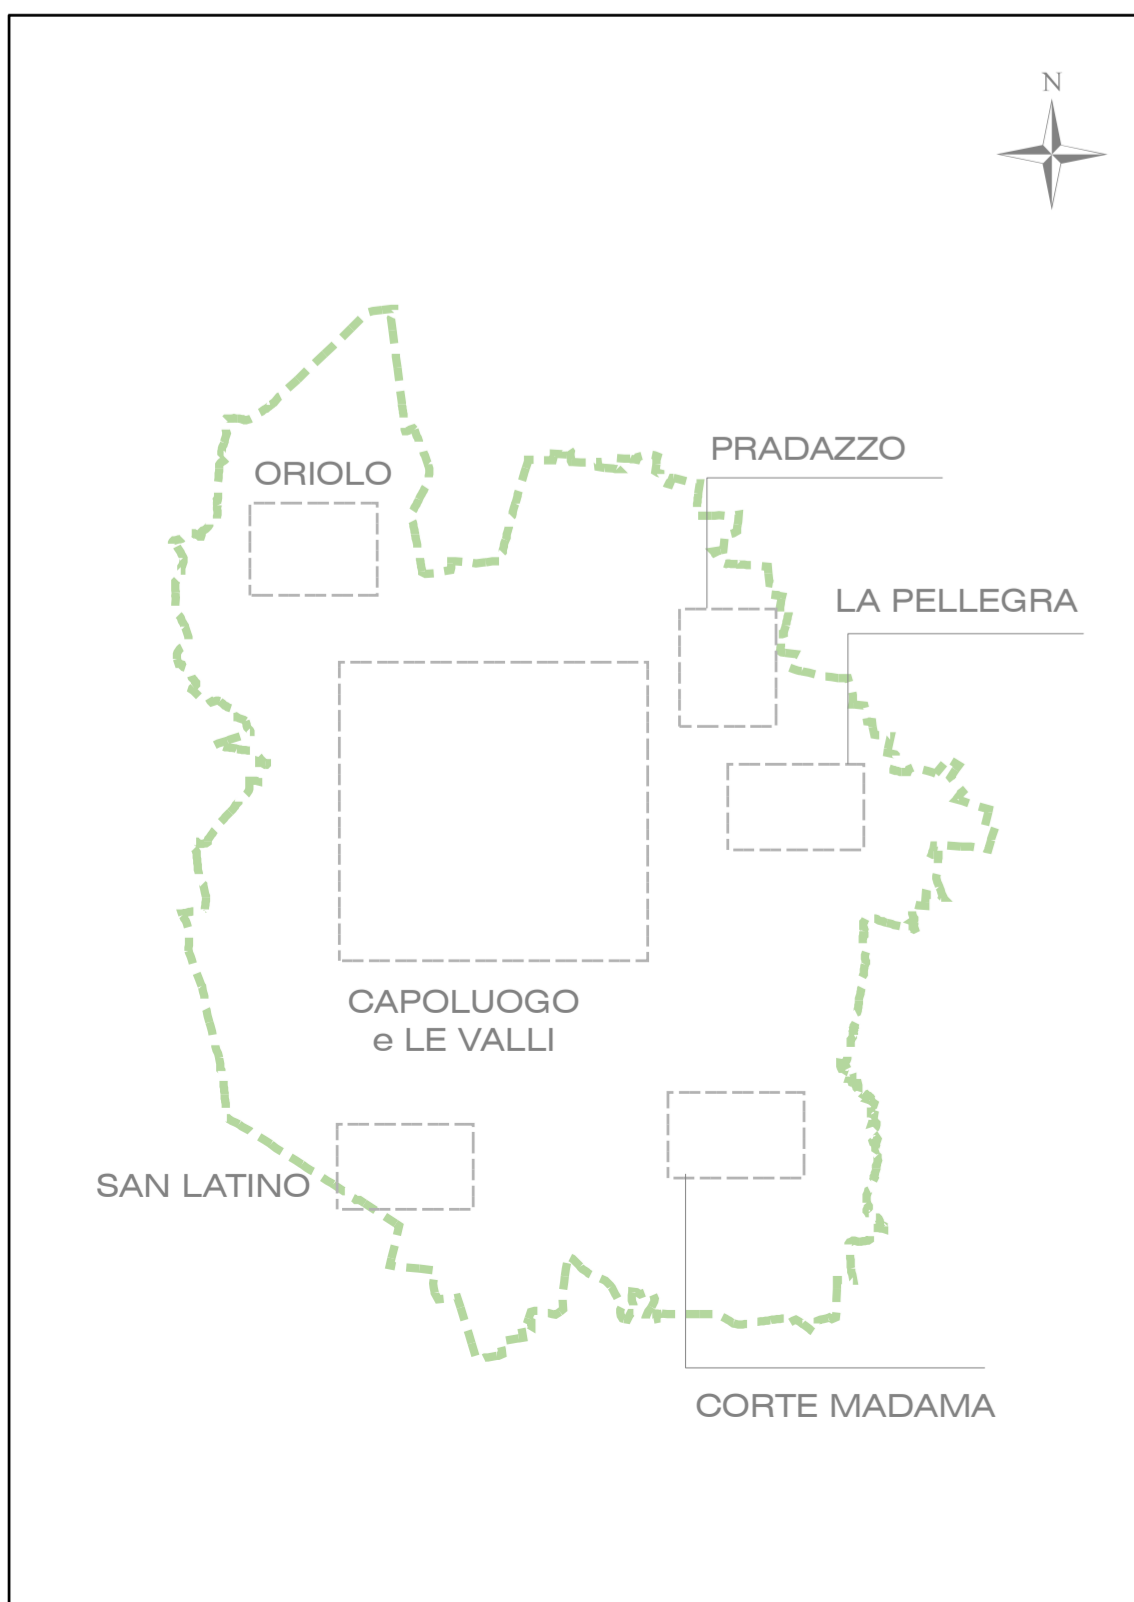 N
PRADAZZO
ORIOLO
LA PELLEGRA
CAPOLUOGO
e LE VALLI
SAN LATINO
CORTE MADAMA